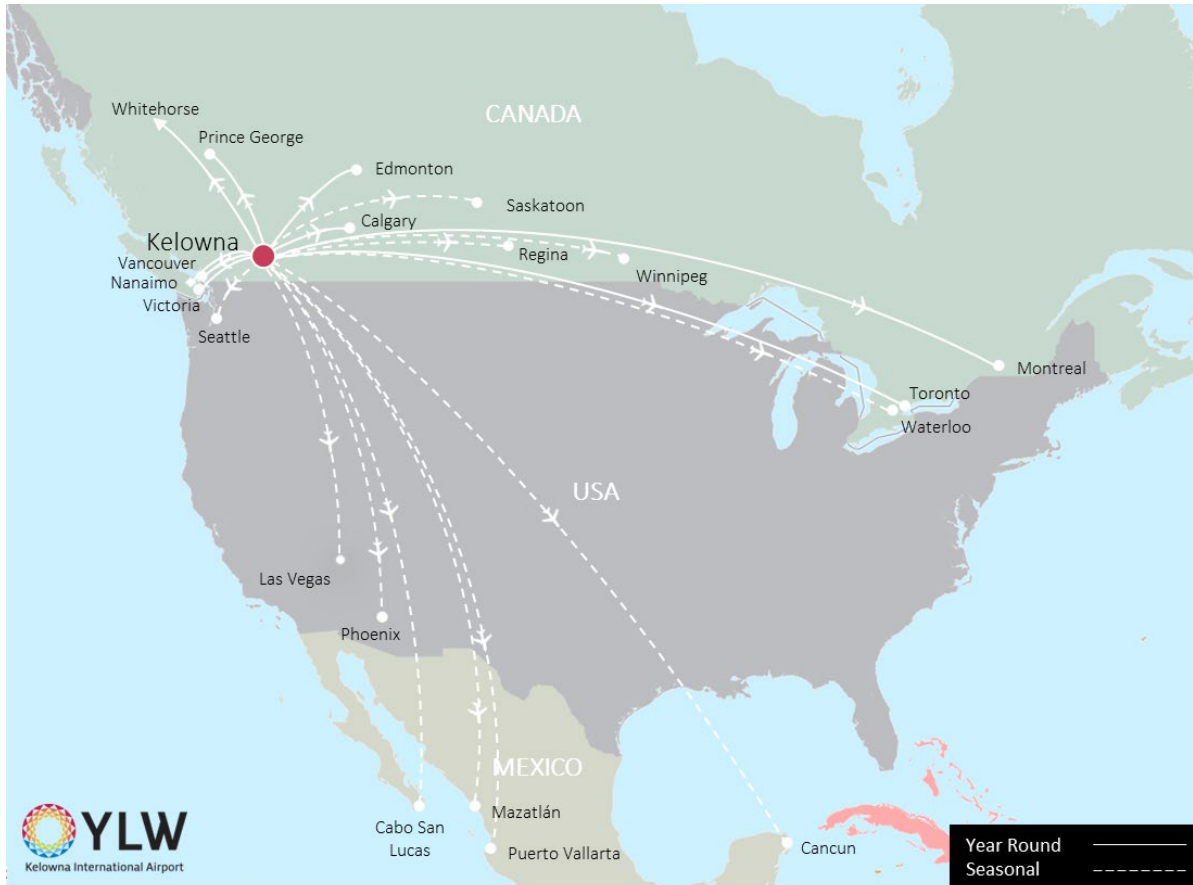 Whitehorse
CANADA
Prince George
Edmonton
Saskatoon
Calgary
Kelowna
Regina
Vancouver
Winnipeg
Nanaimo
Victoria
Seattle
Montreal
Toronto
Waterloo
USA
Las Vegas
Phoenix
MEXICO
Mazatlán
Cabo San
Lucas
Puerto Vallarta
Cancun
YLW
Kelowna International Airport
Year Round
Seasonal